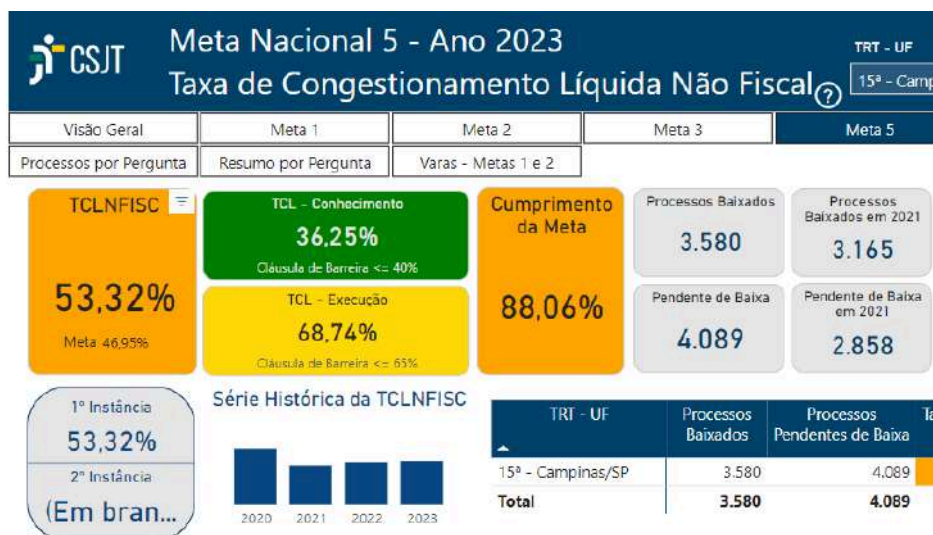 CSJT
Meta Nacional 5 - Ano 2023
Taxa de Congestionamento Líquida Não Fiscal ?
TRT - UF
15ª - Camp
Visão Geral
Meta 1
Meta 2
Meta 3
Meta 5
Processos por Pergunta
Resumo por Pergunta
Varas - Metas 1 e 2
TCLNFISC
53,32%
Meta 46,95%
TCL - Conhecimento
36,25%
Cláusula de Barreira <= 40%
TCL - Execução
68,74%
Cláusula de Barreira <= 65%
Cumprimento
da Meta
88,06%
Processos Baixados
3.580
Processos
Baixados em 2021
3.165
Pendente de Baixa
4.089
Pendente de Baixa
em 2021
2.858
1º Instância
53,32%
2º Instância
(Em bran...
Série Histórica da TCLNFISC
2020
2021
2022
2023
TRT - UF
Processos
Baixados
Processos
Pendentes de Baixa
Ta
15ª - Campinas/SP
3.580
4.089
Total
3.580
4.089